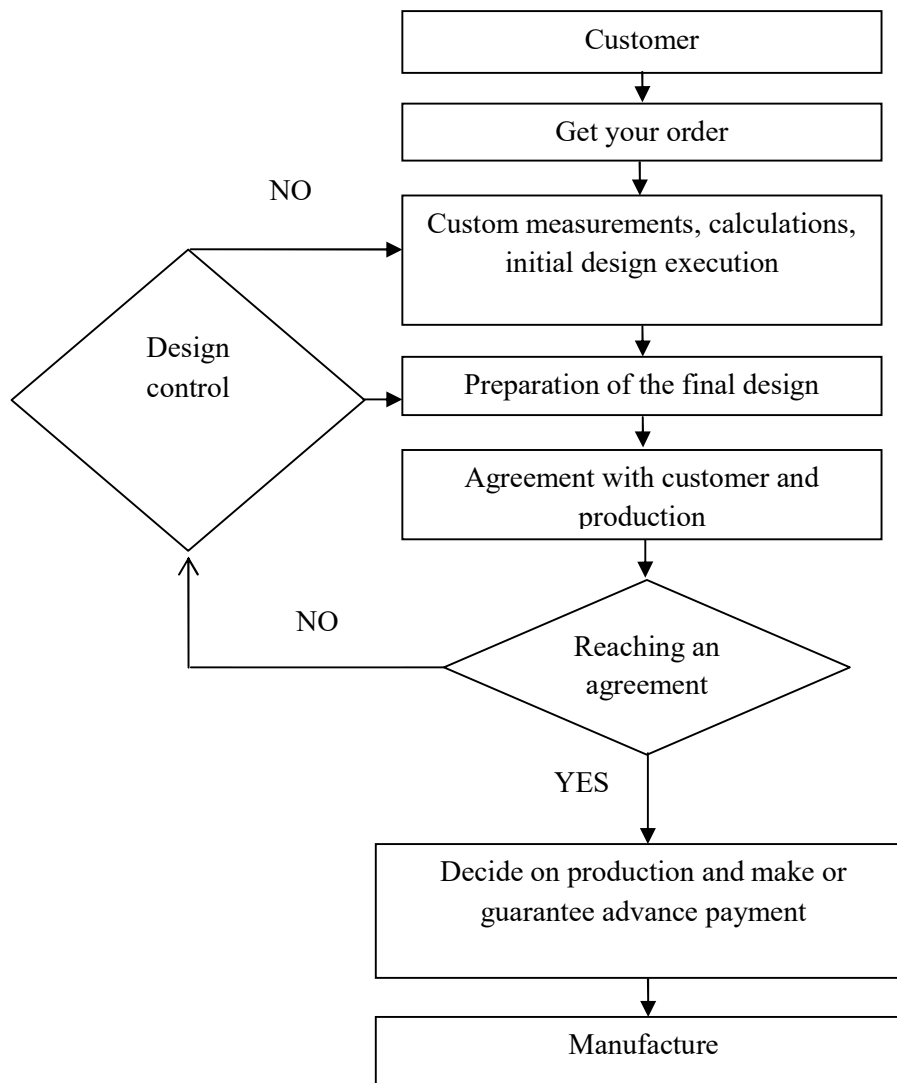 Customer
Get your order
NO
Custom measurements, calculations,
initial design execution
Design
control
Preparation of the final design
Agreement with customer and
production
NO
Reaching an
agreement
YES
Decide on production and make or
guarantee advance payment
Manufacture